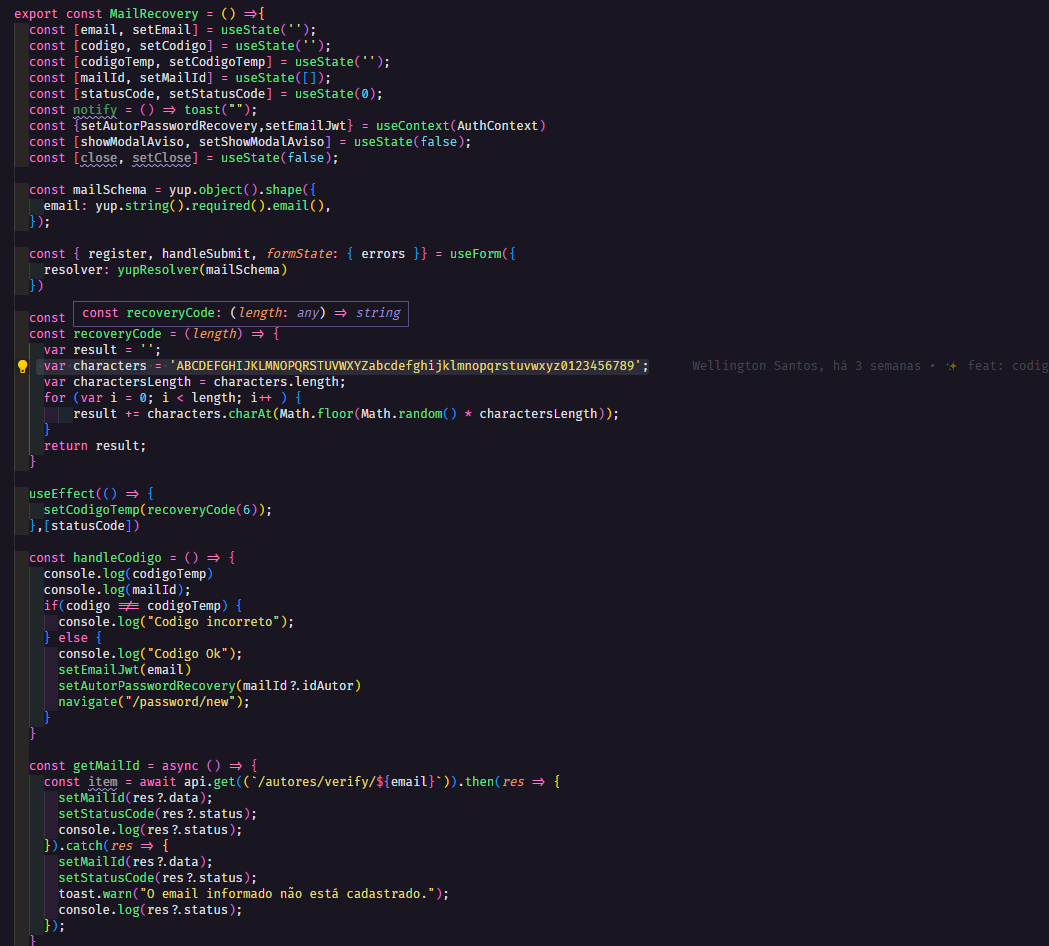 export const MailRecovery = () => {
const [email, setEmail] = useState('');
const [codigo, setCodigo] = useState('');
const [codigoTemp, setCodigoTemp] = useState('');
const [mailId, setMailId] = useState([]);
const [statusCode, setStatusCode] = useState(0);
const notify = () => toast("");
const {setAutorPasswordRecovery,setEmailJwt} = useContext(AuthContext)
const [showModalAviso, setShowModalAviso] = useState(false);
const [close, setClose] = useState(false);
const mailSchema = yup.object().shape({
email: yup.string().required().email(),
});
const { register, handleSubmit, formState: { errors }} = useForm({
resolver: yupResolver(mailSchema)
})
const
const recoveryCode: (length: any) => string
const recoveryCode = (length) => {
var result = '';
var characters = 'ABCDEFGHIJKLMNOPQRSTUVWXYZabcdefghijklmnopqrstuvwxyz0123456789'; Wellington Santos, há 3 semanas • ✨ feat: codig
var charactersLength = characters.length;
for (var i = 0; i < length; i++ ) {
result += characters.charAt(Math.floor(Math.random() * charactersLength));
}
return result;
}
useEffect(() => {
setCodigoTemp(recoveryCode(6));
},[statusCode])
const handleCodigo = () => {
console.log(codigoTemp)
console.log(mailId);
if(codigo !== codigoTemp) {
console.log("Codigo incorreto");
} else {
console.log("Codigo Ok");
setEmailJwt(email)
setAutorPasswordRecovery(mailId?.idAutor)
navigate("/password/new");
}
}
const getMailId = async () => {
const item = await api.get((`/autores/verify/${email}`)).then(res => {
setMailId(res?.data);
setStatusCode(res?.status);
console.log(res?.status);
}).catch(res => {
setMailId(res?.data);
setStatusCode(res?.status);
toast.warn("O email informado não está cadastrado.");
console.log(res?.status);
});
}